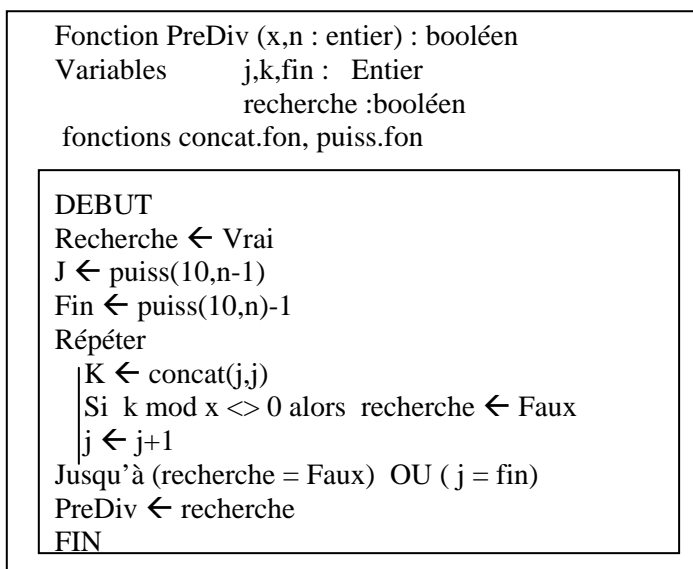 Fonction PreDiv (x,n : entier) : booléen
Variables j,k,fin : Entier
recherche :booléen
fonctions concat.fon, puiss.fon
DEBUT
Recherche ← Vrai
J ← puiss(10,n-1)
Fin ← puiss(10,n)-1
Répéter
K ← concat(j,j)
Si k mod x <> 0 alors recherche ← Faux
j ← j+1
Jusqu'à (recherche = Faux) OU ( j = fin)
PreDiv ← recherche
FIN